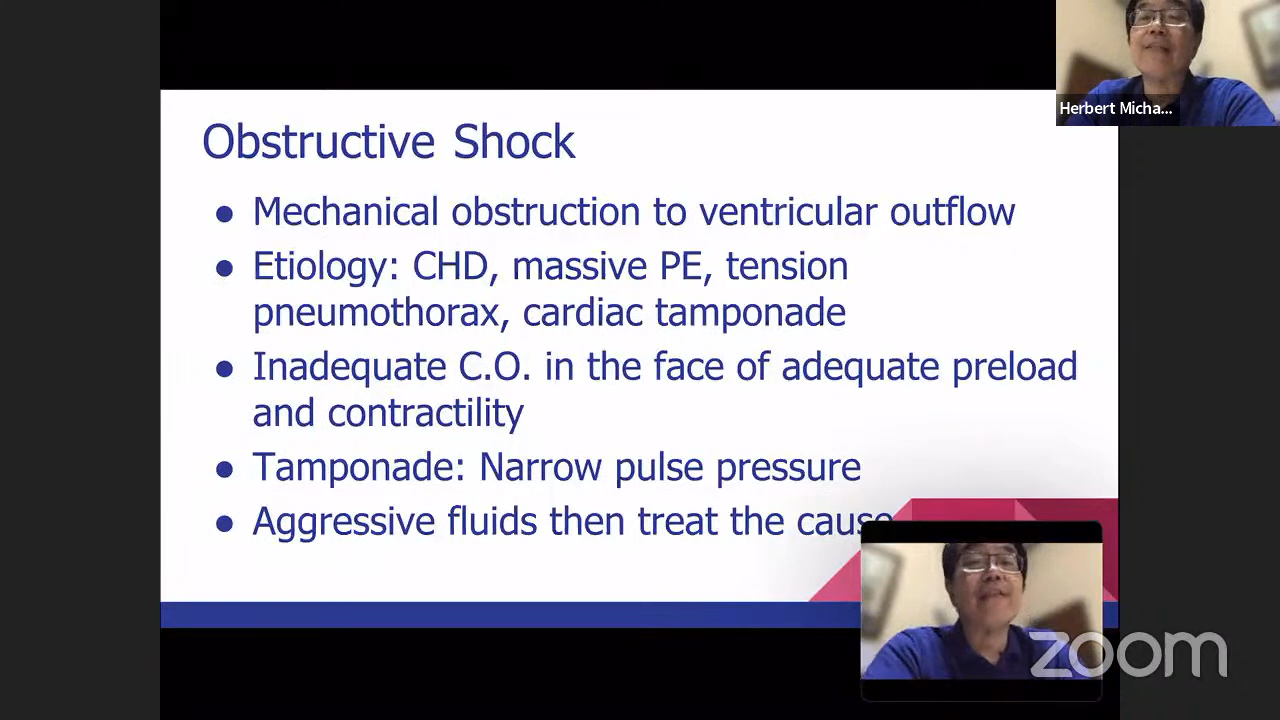 Obstructive Shock
● Mechanical obstruction to ventricular outflow
● Etiology: CHD, massive PE, tension
pneumothorax, cardiac tamponade
● Inadequate C.O. in the face of adequate preload
and contractility
● Tamponade: Narrow pulse pressure
● Aggressive fluids then treat the cause
Herbert Micha...
zoom